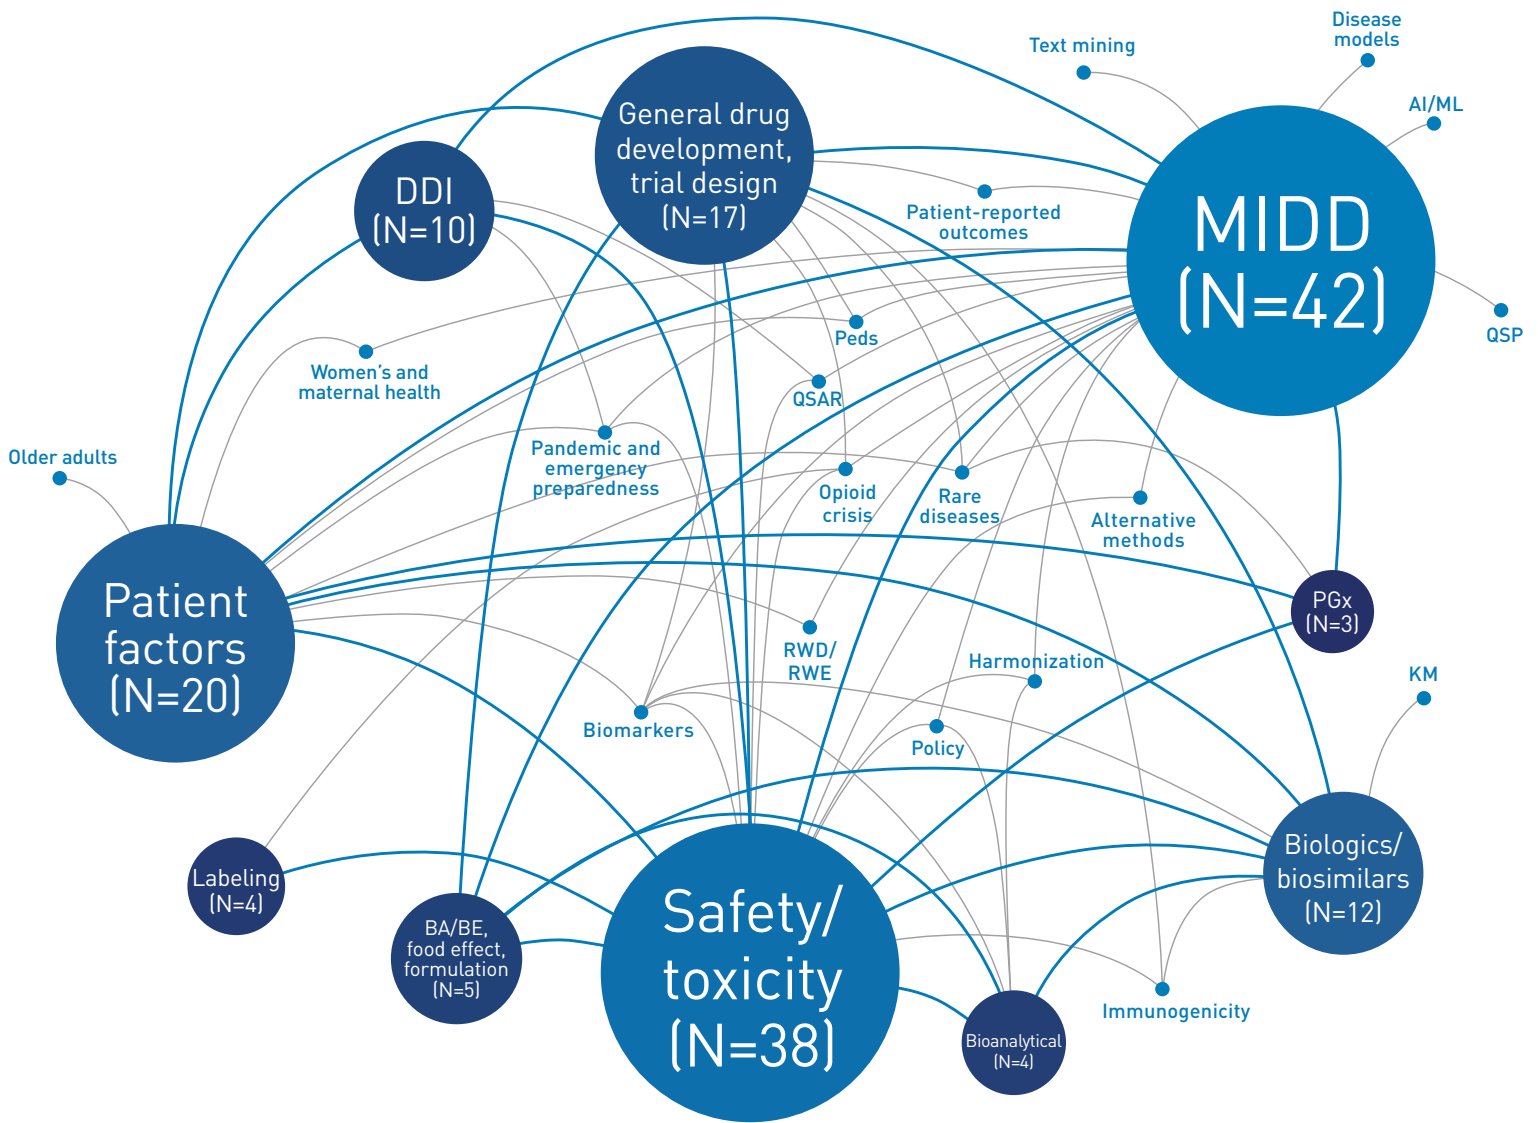 Disease
models
Text mining
AI/ML
General drug
development,
trial design
(N=17)
DDI
(N=10)
Patient-reported
outcomes
MIDD
(N=42)
QSP
Peds
Women's and
maternal health
QSAR
Older adults
Pandemic and
emergency
preparedness
Opioid
crisis
Rare
diseases
Alternative
methods
Patient
factors
(N=20)
PGx
(N=3)
RWD/
RWE
Harmonization
KM
Biomarkers
Policy
Labeling
(N=4)
BA/BE,
food effect,
formulation
(N=5)
Safety/
toxicity
(N=38)
Biologics/
biosimilars
(N=12)
Immunogenicity
Bioanalytical
(N=4)